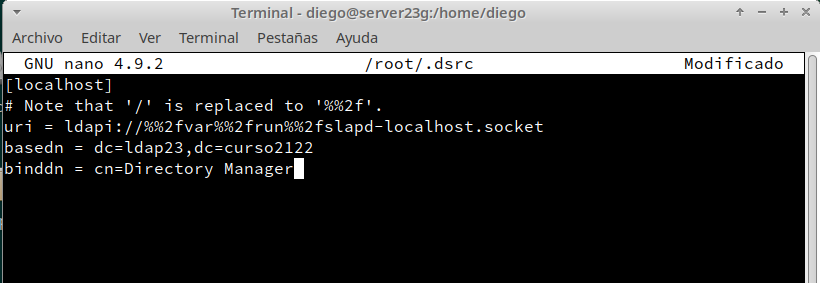 Terminal - diego@server23g:/home/diego
Archivo Editar Ver Terminal Pestañas Ayuda
GNU nano 4.9.2 /root/.dsrc Modificado
[localhost]
# Note that '/' is replaced to '%%2f'.
uri = ldapi://%%2fvar%%2frun%%2fslapd-localhost.socket
basedn = dc=ldap23,dc=curso2122
binddn = cn=Directory Manager